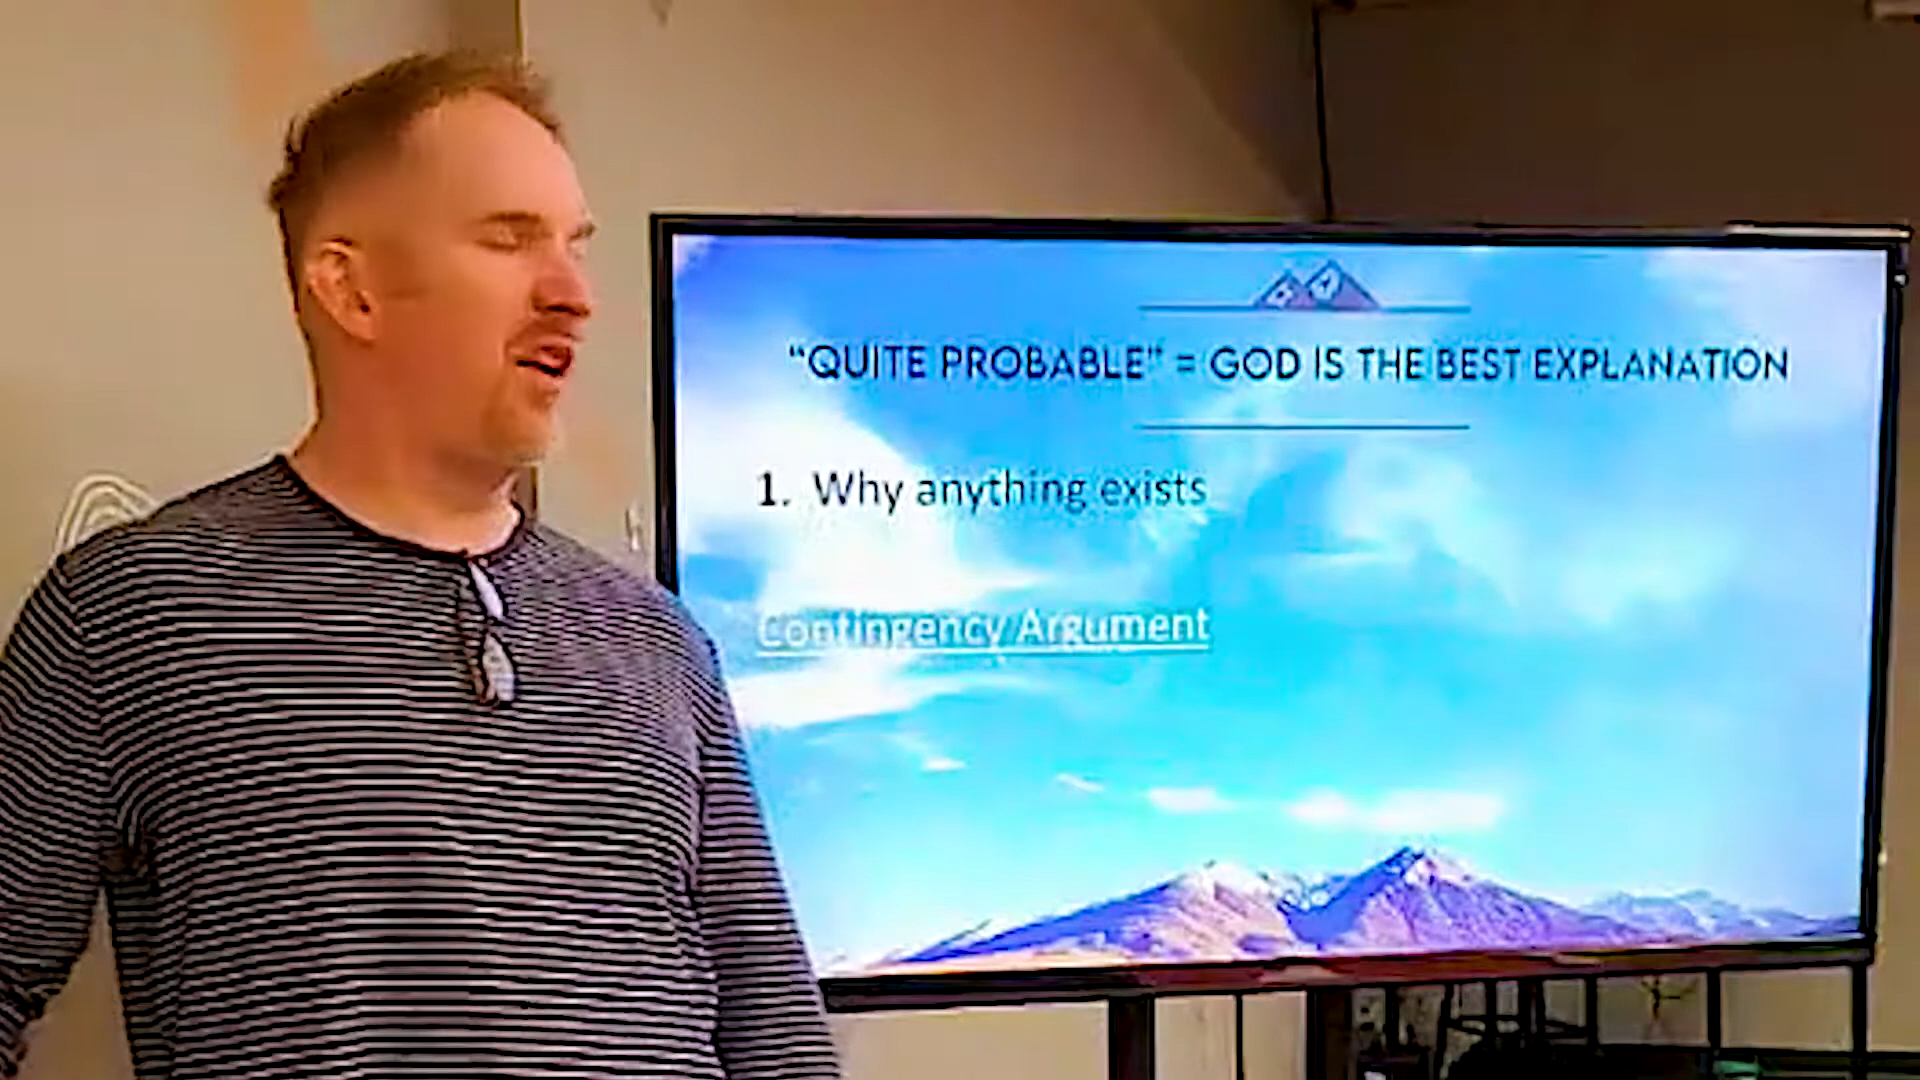 “QUITE PROBABLE” = GOD IS THE BEST EXPLANATION
1. Why anything exists
Contingency Argument